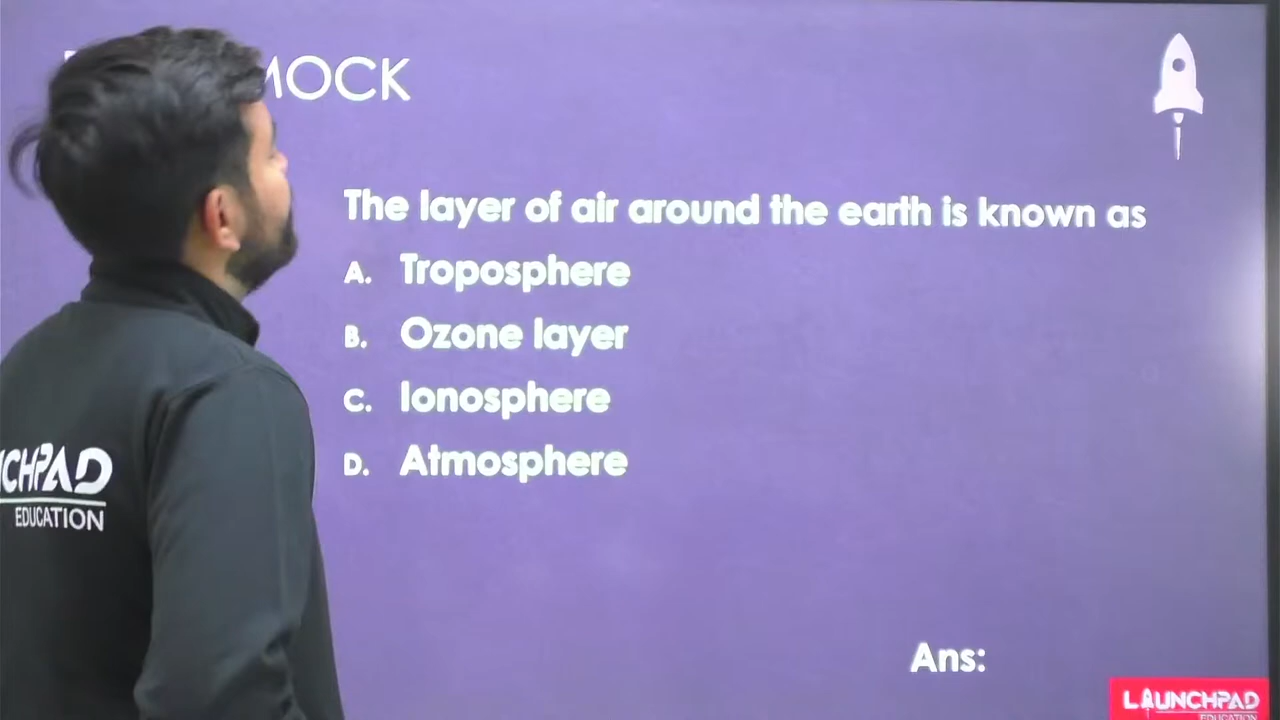 MOCK
The layer of air around the earth is known as
A. Troposphere
B. Ozone layer
C. Ionosphere
D. Atmosphere
EDUCATION
Ans:
LAUNCHPAD
EDUCATION